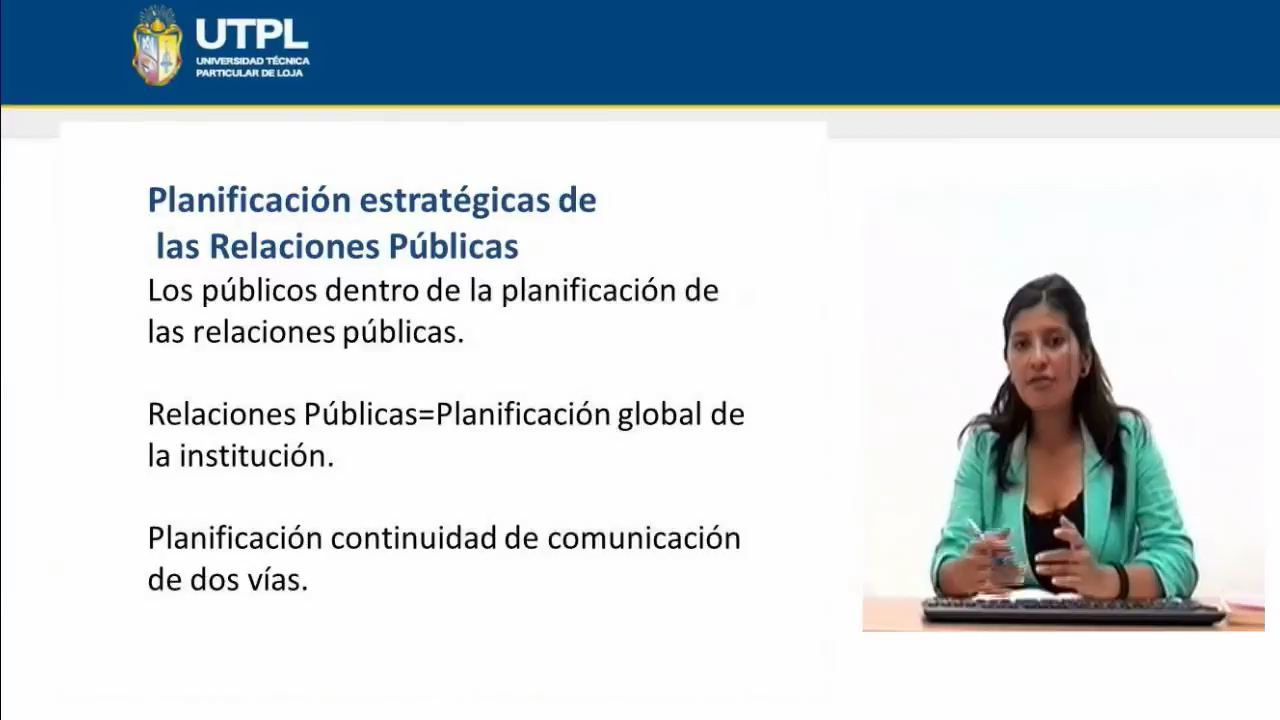 UTPL
UNIVERSIDAD TÉCNICA
PARTICULAR DE LOJA
Planificación estratégicas de
las Relaciones Públicas
Los públicos dentro de la planificación de
las relaciones públicas.
Relaciones Públicas=Planificación global de
la institución.
Planificación continuidad de comunicación
de dos vías.